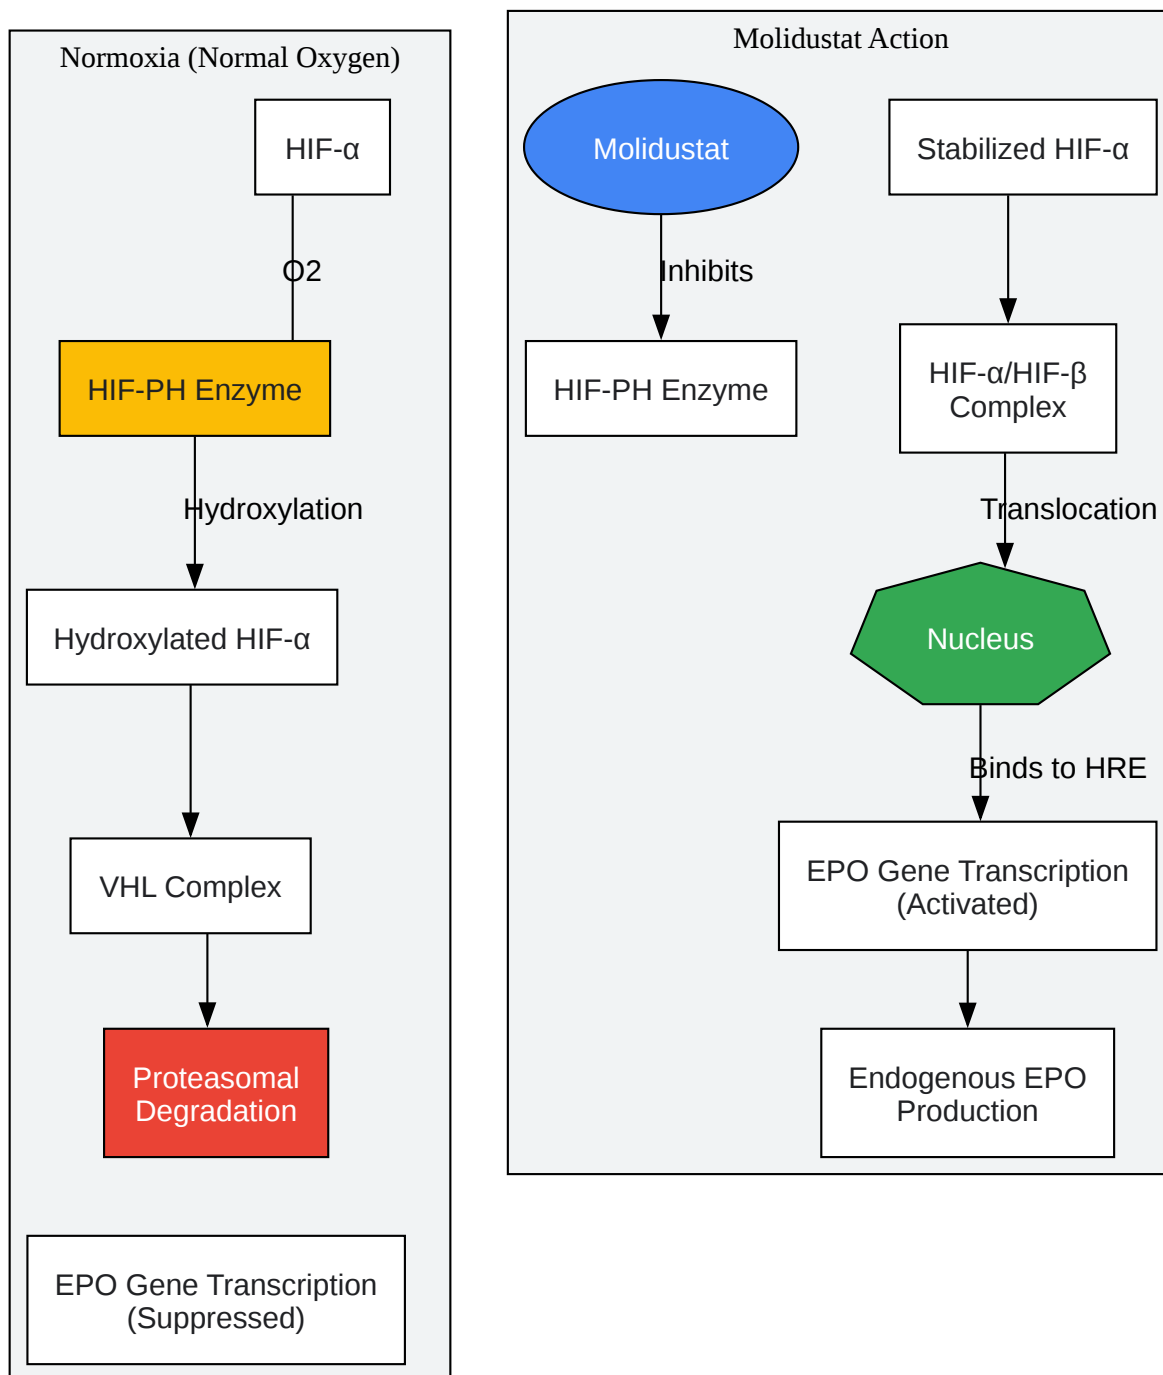 Normoxia (Normal Oxygen)
HIF-α
O2
HIF-PH Enzyme
Hydroxylation
Hydroxylated HIF-α
VHL Complex
Proteasomal
Degradation
EPO Gene Transcription
(Suppressed)
Molidustat Action
Molidustat
Inhibits
HIF-PH Enzyme
Stabilized HIF-α
HIF-α/HIF-β
Complex
Translocation
Nucleus
Binds to HRE
EPO Gene Transcription
(Activated)
Endogenous EPO
Production